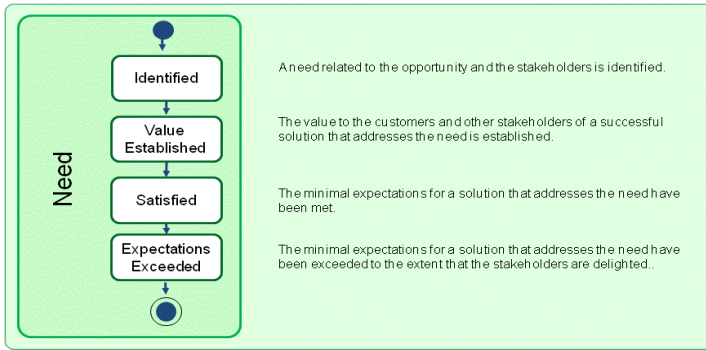 Need
Identified
A need related to the opportunity and the stakeholders is identified.
Value
Established
The value to the customers and other stakeholders of a successful
solution that addresses the need is established.
Satisfied
The minimal expectations for a solution that addresses the need have
been met.
Expectations
Exceeded
The minimal expectations for a solution that addresses the need have
been exceeded to the extent that the stakeholders are delighted..